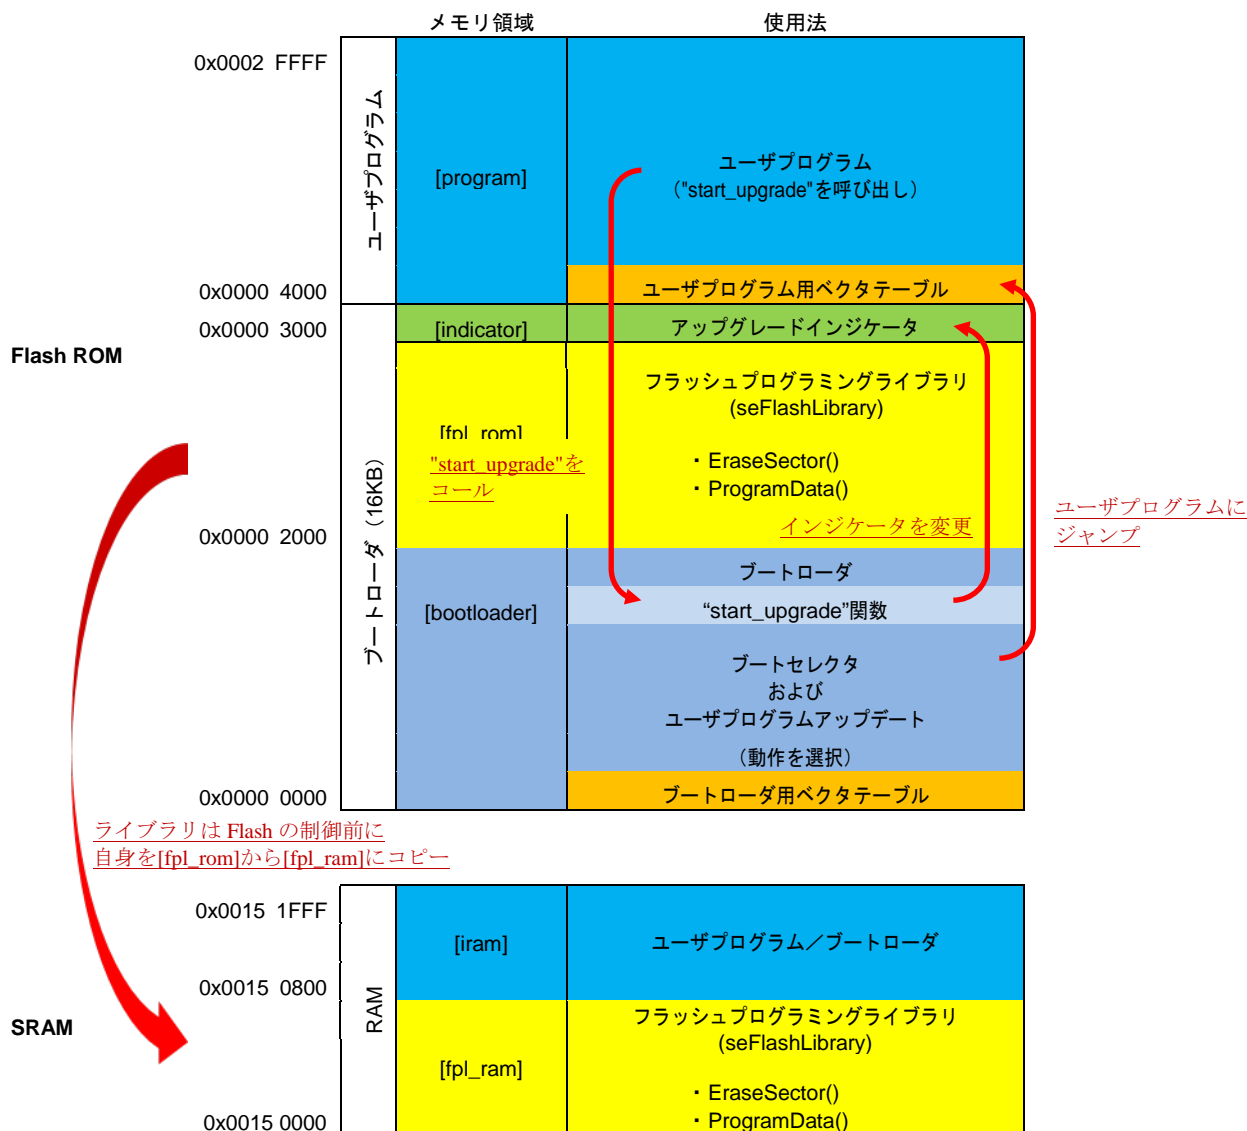 メモリ領域 使用法
0x0002 FFFF
ユーザプログラム
[program]
ユーザプログラム
("start_upgrade"を呼び出し)
0x0000 4000
ユーザプログラム用ベクタテーブル
0x0000 3000
[indicator]
アップグレードインジケータ
Flash ROM
ブートローダ(16KB)
フラッシュプログラミングライブラリ
(seFlashLibrary)
[fpl_rom]
"start_upgrade"を
コール
・EraseSector()
・ProgramData()
インジケータを変更
ユーザプログラムに
ジャンプ
0x0000 2000
ブートローダ
[bootloader]
“start_upgrade”関数
ブートセレクタ
および
ユーザプログラムアップデート
(動作を選択)
0x0000 0000
ブートローダ用ベクタテーブル
ライブラリは Flash の制御前に
自身を[fpl_rom]から[fpl_ram]にコピー
0x0015 1FFF
[iram]
ユーザプログラム/ブートローダ
0x0015 0800
RAM
SRAM
フラッシュプログラミングライブラリ
(seFlashLibrary)
[fpl_ram]
・EraseSector()
・ProgramData()
0x0015 0000